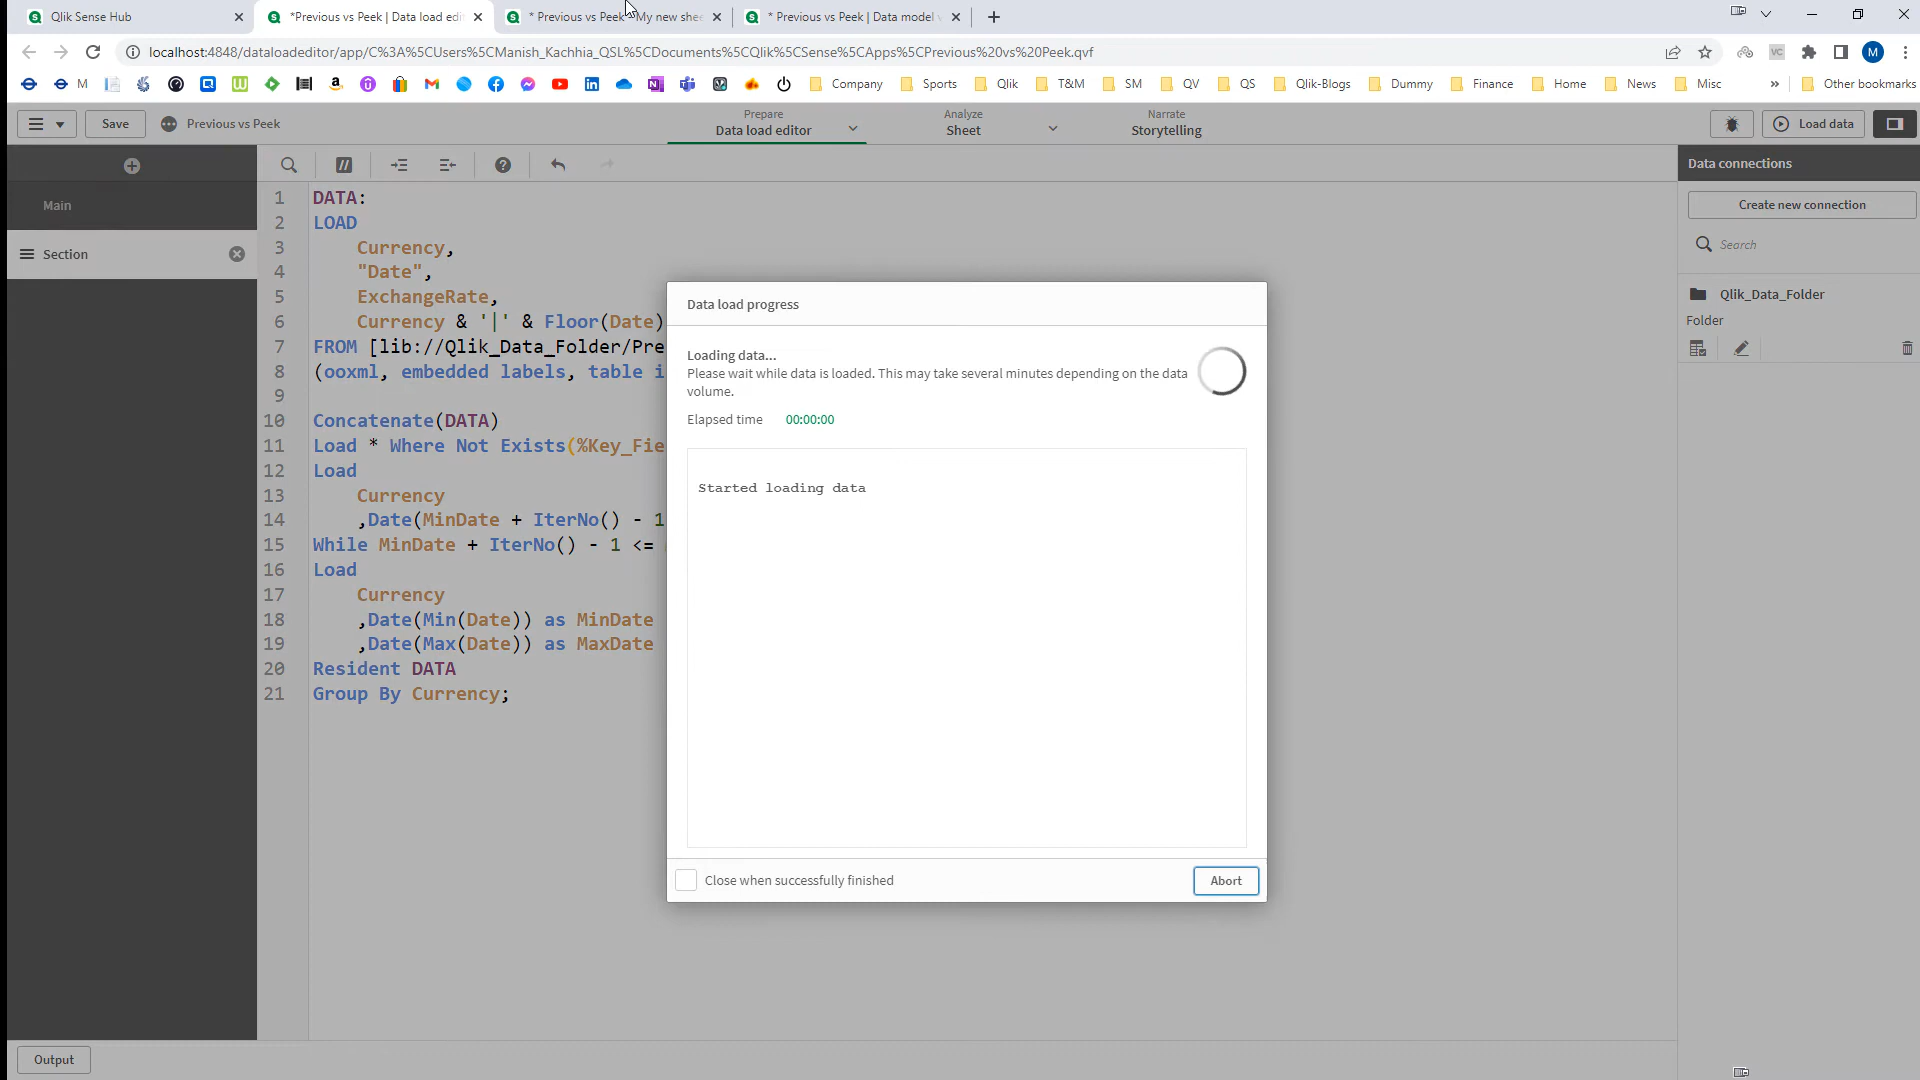 Qlik Sense Hub
*Previous vs Peek | Data load edi
* Previous vs Peek
My new shee
* Previous vs Peek | Data model v
localhost:4848/dataloadeditor/app/C%3A%5CUsers%5CManish_Kachhia_QSL%5CDocuments%5CQlik%5CSense%5CApps%5CPrevious%20vs%20Peek.qvf
M
M
Company
Sports
Qlik
T&M
SM
QV
QS
Qlik-Blogs
Dummy
Finance
Home
News
Misc
»
Other bookmarks
Save
Previous vs Peek
Prepare
Data load editor
Analyze
Sheet
Narrate
Storytelling
Load data
Main
Section
1 DATA:
2 LOAD
3 Currency,
4 "Date",
5 ExchangeRate,
6 Currency & '|' & Floor(Date)
7 FROM [lib://Qlik_Data_Folder/Pre
8 (ooxml, embedded labels, table i
9
10 Concatenate(DATA)
11 Load * Where Not Exists(%Key_Fie
12 Load
13 Currency
14 ,Date(MinDate + IterNo() - 1
15 While MinDate + IterNo() - 1 <=
16 Load
17 Currency
18 ,Date(Min(Date)) as MinDate
19 ,Date(Max(Date)) as MaxDate
20 Resident DATA
21 Group By Currency;
Data load progress
Loading data...
Please wait while data is loaded. This may take several minutes depending on the data
volume.
Elapsed time 00:00:00
Started loading data
Close when successfully finished
Abort
Data connections
Create new connection
Search
Qlik_Data_Folder
Folder
Output